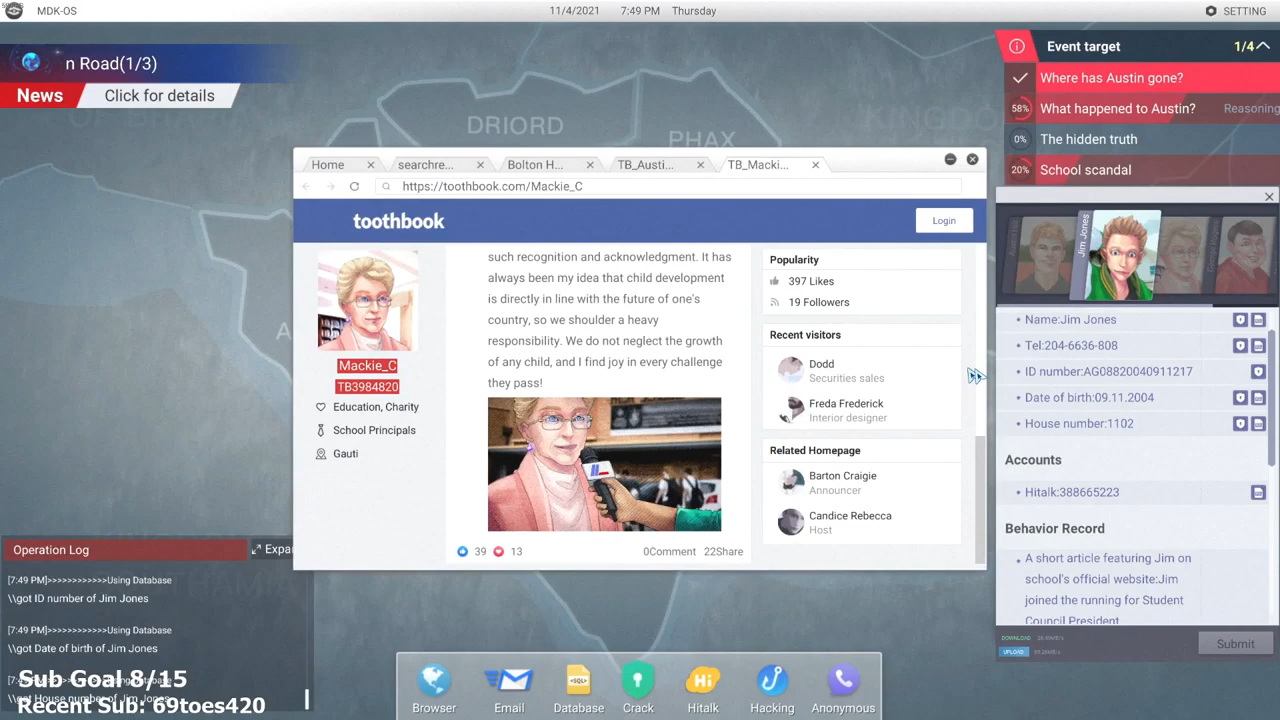 MDK-OS
11/4/2021 7:49 PM Thursday
SETTING
n Road(1/3)
News Click for details
DRIORD
PHAX
Event target 1/4
Where has Austin gone?
58% What happened to Austin? Reasoning
0% The hidden truth
20% School scandal
Home
searchre...
Bolton H...
TB_Austi...
TB_Macki...
https://toothbook.com/Mackie_C
toothbook
Login
Mackie_C
TB3984820
Education, Charity
School Principals
Gauti
such recognition and acknowledgment. It has
always been my idea that child development
is directly in line with the future of one's
country, so we shoulder a heavy
responsibility. We do not neglect the growth
of any child, and I find joy in every challenge
they pass!
39 13 0Comment 22Share
Popularity
397 Likes
19 Followers
Recent visitors
Dodd
Securities sales
Freda Frederick
Interior designer
Related Homepage
Barton Craigie
Announcer
Candice Rebecca
Host
Jim Jones
Name:Jim Jones
Tel:204-6636-808
ID number:AG08820040911217
Date of birth:09.11.2004
House number:1102
Accounts
Hitalk:388665223
Behavior Record
A short article featuring Jim on
school's official website:Jim
joined the running for Student
Council President
DOWNLOAD
UPLOAD
Submit
Operation Log
Expan
[7:49 PM]>>>>>>>>>>>>Using Database
\\got ID number of Jim Jones
[7:49 PM]>>>>>>>>>>>>Using Database
\\got Date of birth of Jim Jones
\\got House number of Jim Jones
Sub Goal 8/15
Recent Sub: 69toes420
Browser
Email
Database
Crack
Hitalk
Hacking
Anonymous